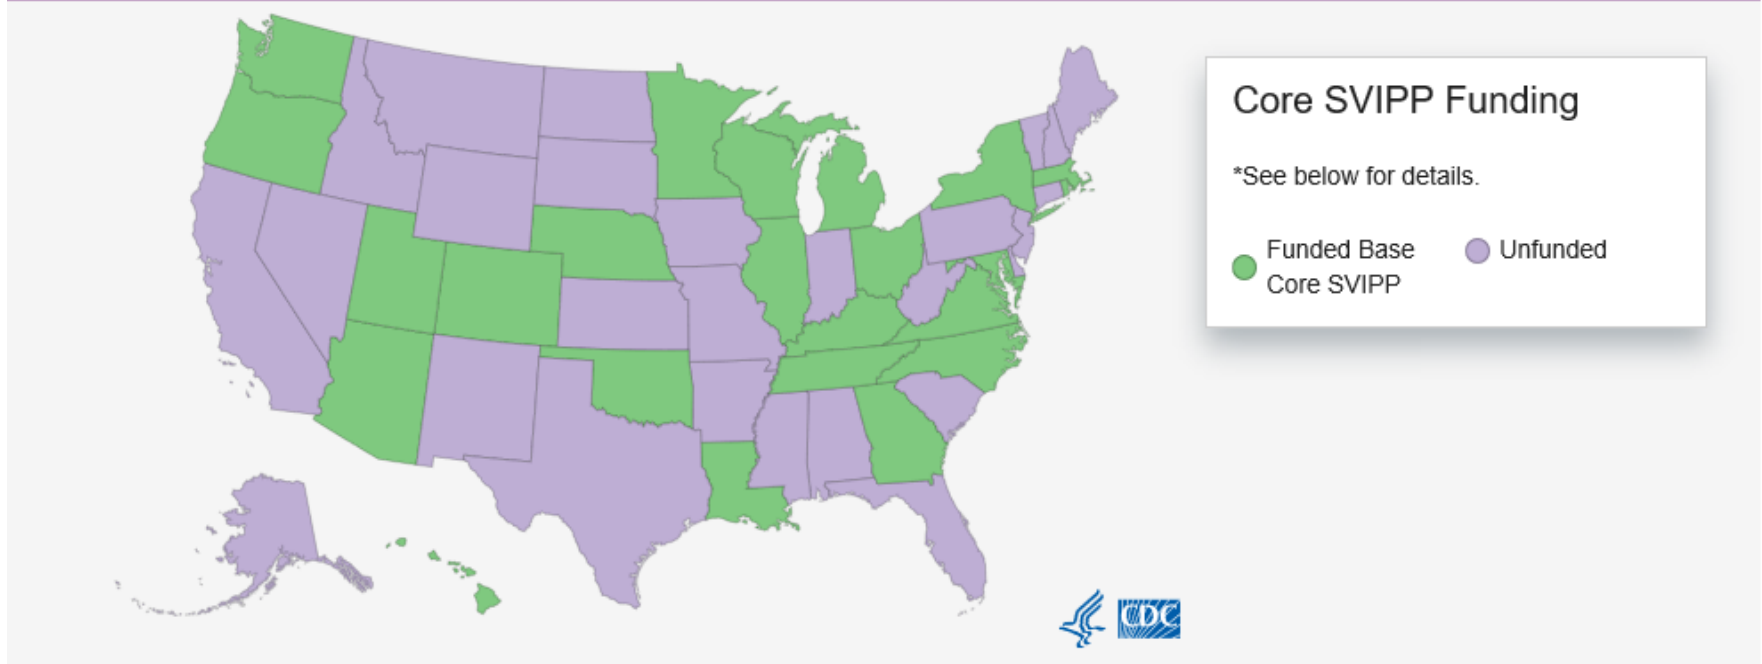 Core SVIPP Funding
*See below for details.
Funded Base
Core SVIPP
Unfunded
CDC